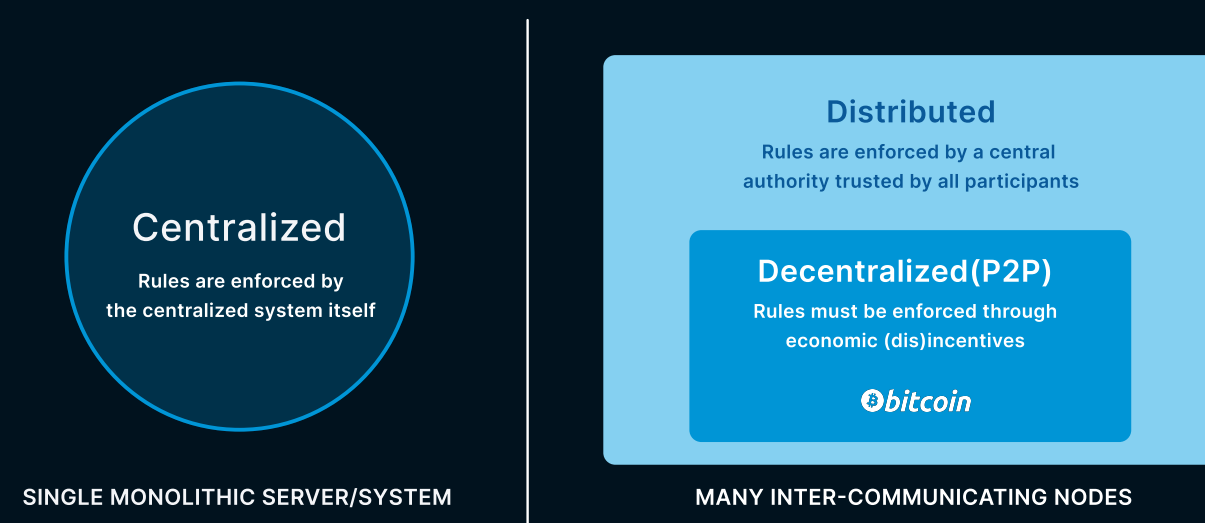 Centralized
Rules are enforced by
the centralized system itself
SINGLE MONOLITHIC SERVER/SYSTEM
Distributed
Rules are enforced by a central
authority trusted by all participants
Decentralized(P2P)
Rules must be enforced through
economic (dis)incentives
bitcoin
MANY INTER-COMMUNICATING NODES